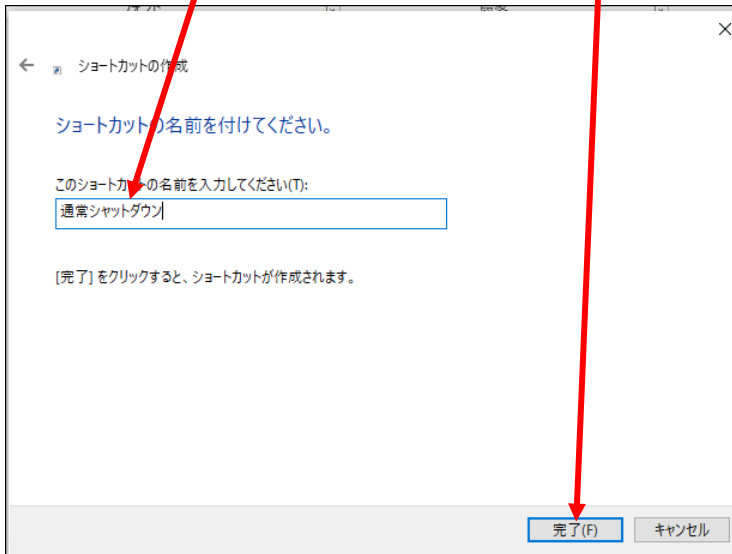 ショートカットの作成
ショートカットの名前を付けてください。
このショートカットの名前を入力してください(T):
通常シャットダウン
[完了] をクリックすると、ショートカットが作成されます。
完了(F)
キャンセル